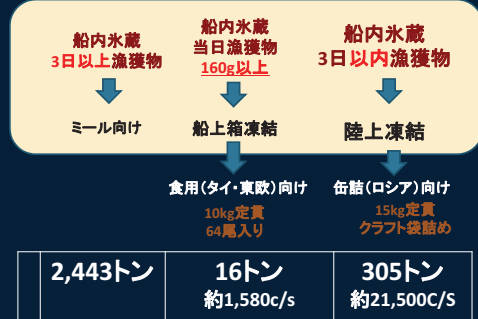 船内氷蔵
3日以上漁獲物
ミール向け
船内氷蔵
当日漁獲物
160g以上
船上箱凍結
食用(タイ・東欧)向け
10kg定貫
64尾入り
船内氷蔵
3日以内漁獲物
陸上凍結
缶詰(ロシア)向け
15kg定貫
クラフト袋詰め
2,443トン
16トン
約1,580c/s
305トン
約21,500C/S